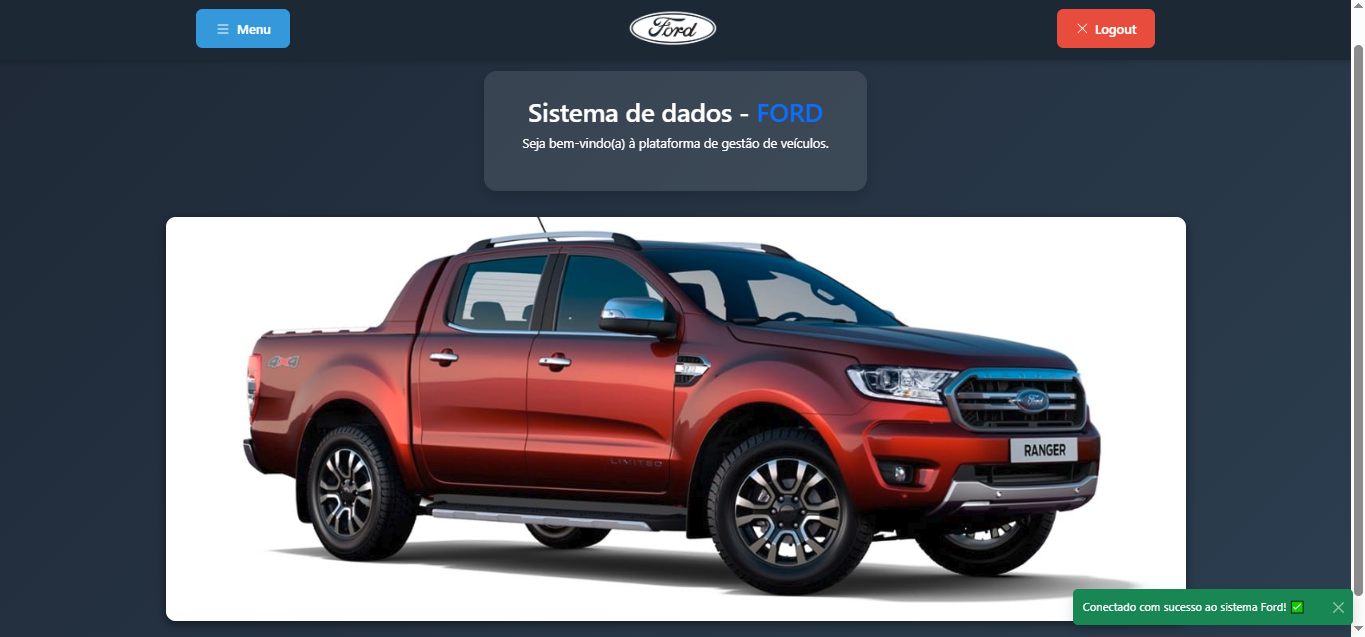 Menu
Ford
Logout
Sistema de dados - FORD
Seja bem-vindo(a) à plataforma de gestão de veículos.
4x4
Ford
RANGER
LIMITED
Conectado com sucesso ao sistema Ford! ✅